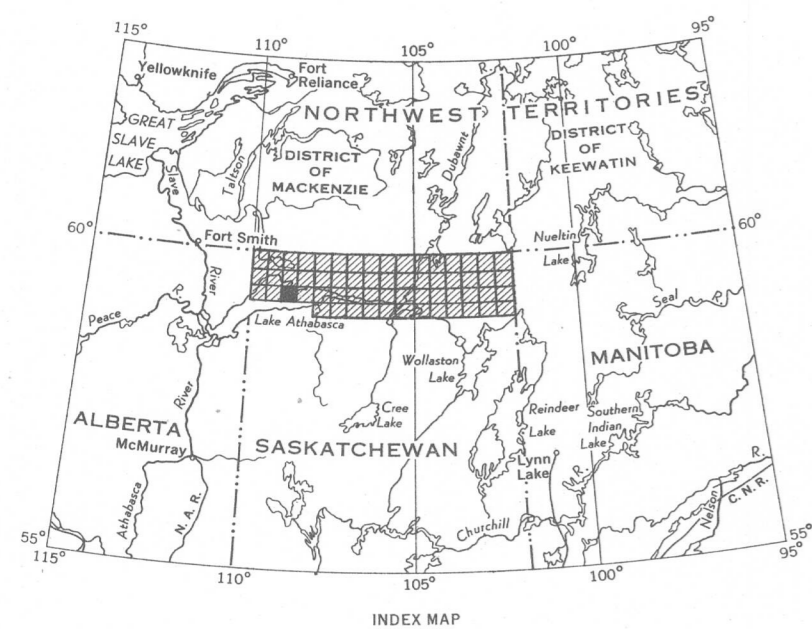 115°
110°
105°
100°
95°
Yellowknife
Fort
Reliance
NORTHWEST TERRITORIES
GREAT
SLAVE
LAKE
Slave
Taltson
DISTRICT
OF
MACKENZIE
R.
Dubawnt
DISTRICT
OF
KEEWATIN
60°
Fort Smith
Nueltin
Lake
60°
River
Peace
R.
Lake Athabasca
Seal
R.
Wollaston
Lake
MANITOBA
River
ALBERTA
McMurray
Cree
Lake
SASKATCHEWAN
Reindeer
Lake
Southern
Indian
Lake
Lynn
Lake
Athabasca
N. A. R.
Churchill
M.R.
R.
Nelson
C.N.R.
55°
115°
110°
105°
100°
95°
55°
INDEX MAP